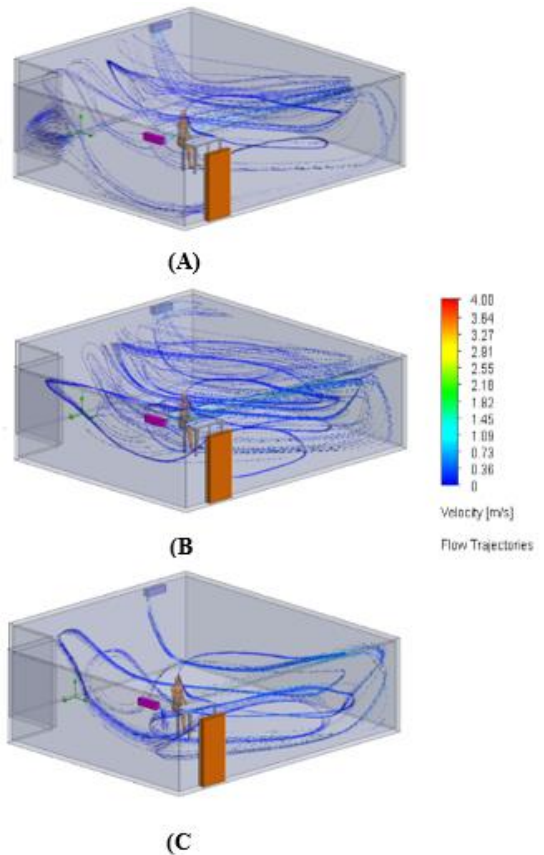 (A)
4.00
3.64
3.27
2.91
2.55
2.18
1.82
1.45
1.09
0.73
0.36
0
Velocity [m/s]
Flow Trajectories
(B)
(C)